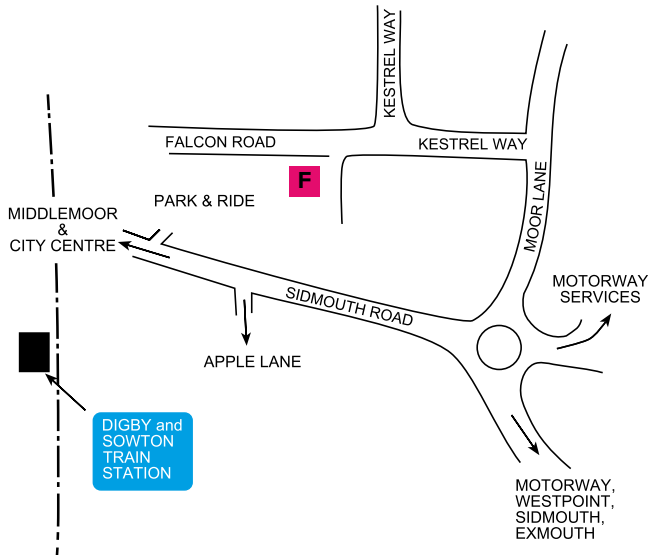 KESTREL WAY
FALCON ROAD
KESTREL WAY
F
PARK & RIDE
MOOR LANE
MIDDLEMOOR
&
CITY CENTRE
MOTORWAY
SERVICES
SIDMOUTH ROAD
APPLE LANE
DIGBY and
SOWTON
TRAIN
STATION
MOTORWAY,
WESTPOINT,
SIDMOUTH,
EXMOUTH